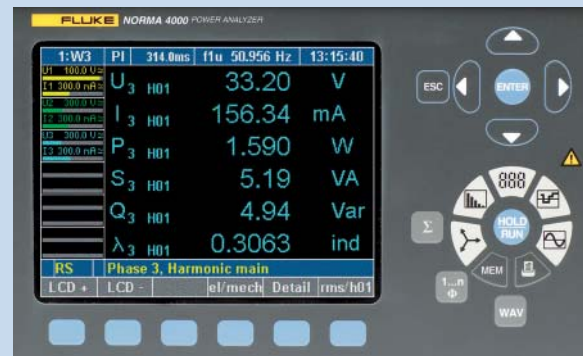 FLUKE NORMA 4000 POWER ANALYZER
1:W3 PI 314.0ms f1u 50.956 Hz 13:15:40
U1 100.0 V
I1 300.0 mA
U2 300.0 V
I2 300.0 mA
U3 300.0 V
I3 300.0 mA
U3 H01 33.20 V
I3 H01 156.34 mA
P3 H01 1.590 W
S3 H01 5.19 VA
Q3 H01 4.94 Var
λ3 H01 0.3063 ind
RS Phase 3, Harmonic main
LCD + LCD - el/mech Detail rms/h01
ESC
ENTER
888
HOLD
RUN
Σ
MEM
1...n
Φ
WAV